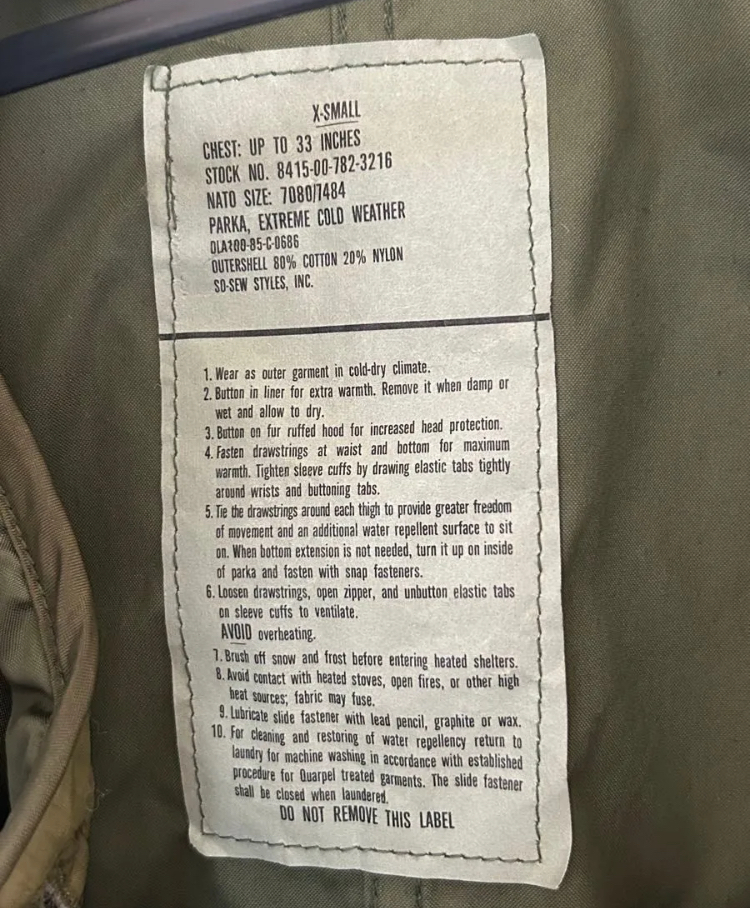 X-SMALL
CHEST: UP TO 33 INCHES
STOCK NO. 8415-00-782-3216
NATO SIZE: 7080/7484
PARKA, EXTREME COLD WEATHER
DLA100-85-C-0686
OUTERSHELL 80% COTTON 20% NYLON
SO-SEW STYLES, INC.
1. Wear as outer garment in cold-dry climate.
2. Button in liner for extra warmth. Remove it when damp or
wet and allow to dry.
3. Button on fur ruffed hood for increased head protection.
4. Fasten drawstrings at waist and bottom for maximum
warmth. Tighten sleeve cuffs by drawing elastic tabs tightly
around wrists and buttoning tabs.
5. Tie the drawstrings around each thigh to provide greater freedom
of movement and an additional water repellent surface to sit
on. When bottom extension is not needed, turn it up on inside
of parka and fasten with snap fasteners.
6. Loosen drawstrings, open zipper, and unbutton elastic tabs
on sleeve cuffs to ventilate.
AVOID overheating.
7. Brush off snow and frost before entering heated shelters.
8. Avoid contact with heated stoves, open fires, or other high
heat sources; fabric may fuse.
9. Lubricate slide fastener with lead pencil, graphite or wax.
10. For cleaning and restoring of water repellency return to
laundry for machine washing in accordance with established
procedure for Quarpel treated garments. The slide fastener
shall be closed when laundered.
DO NOT REMOVE THIS LABEL